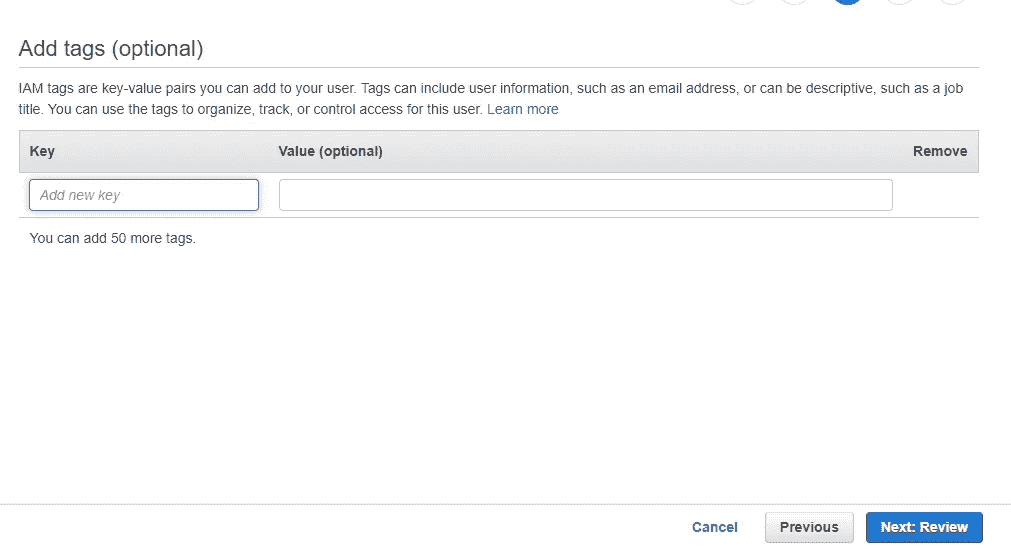 Add tags (optional)
IAM tags are key-value pairs you can add to your user. Tags can include user information, such as an email address, or can be descriptive, such as a job
title. You can use the tags to organize, track, or control access for this user. Learn more
Key Value (optional) Remove
Add new key
You can add 50 more tags.
Cancel Previous Next: Review